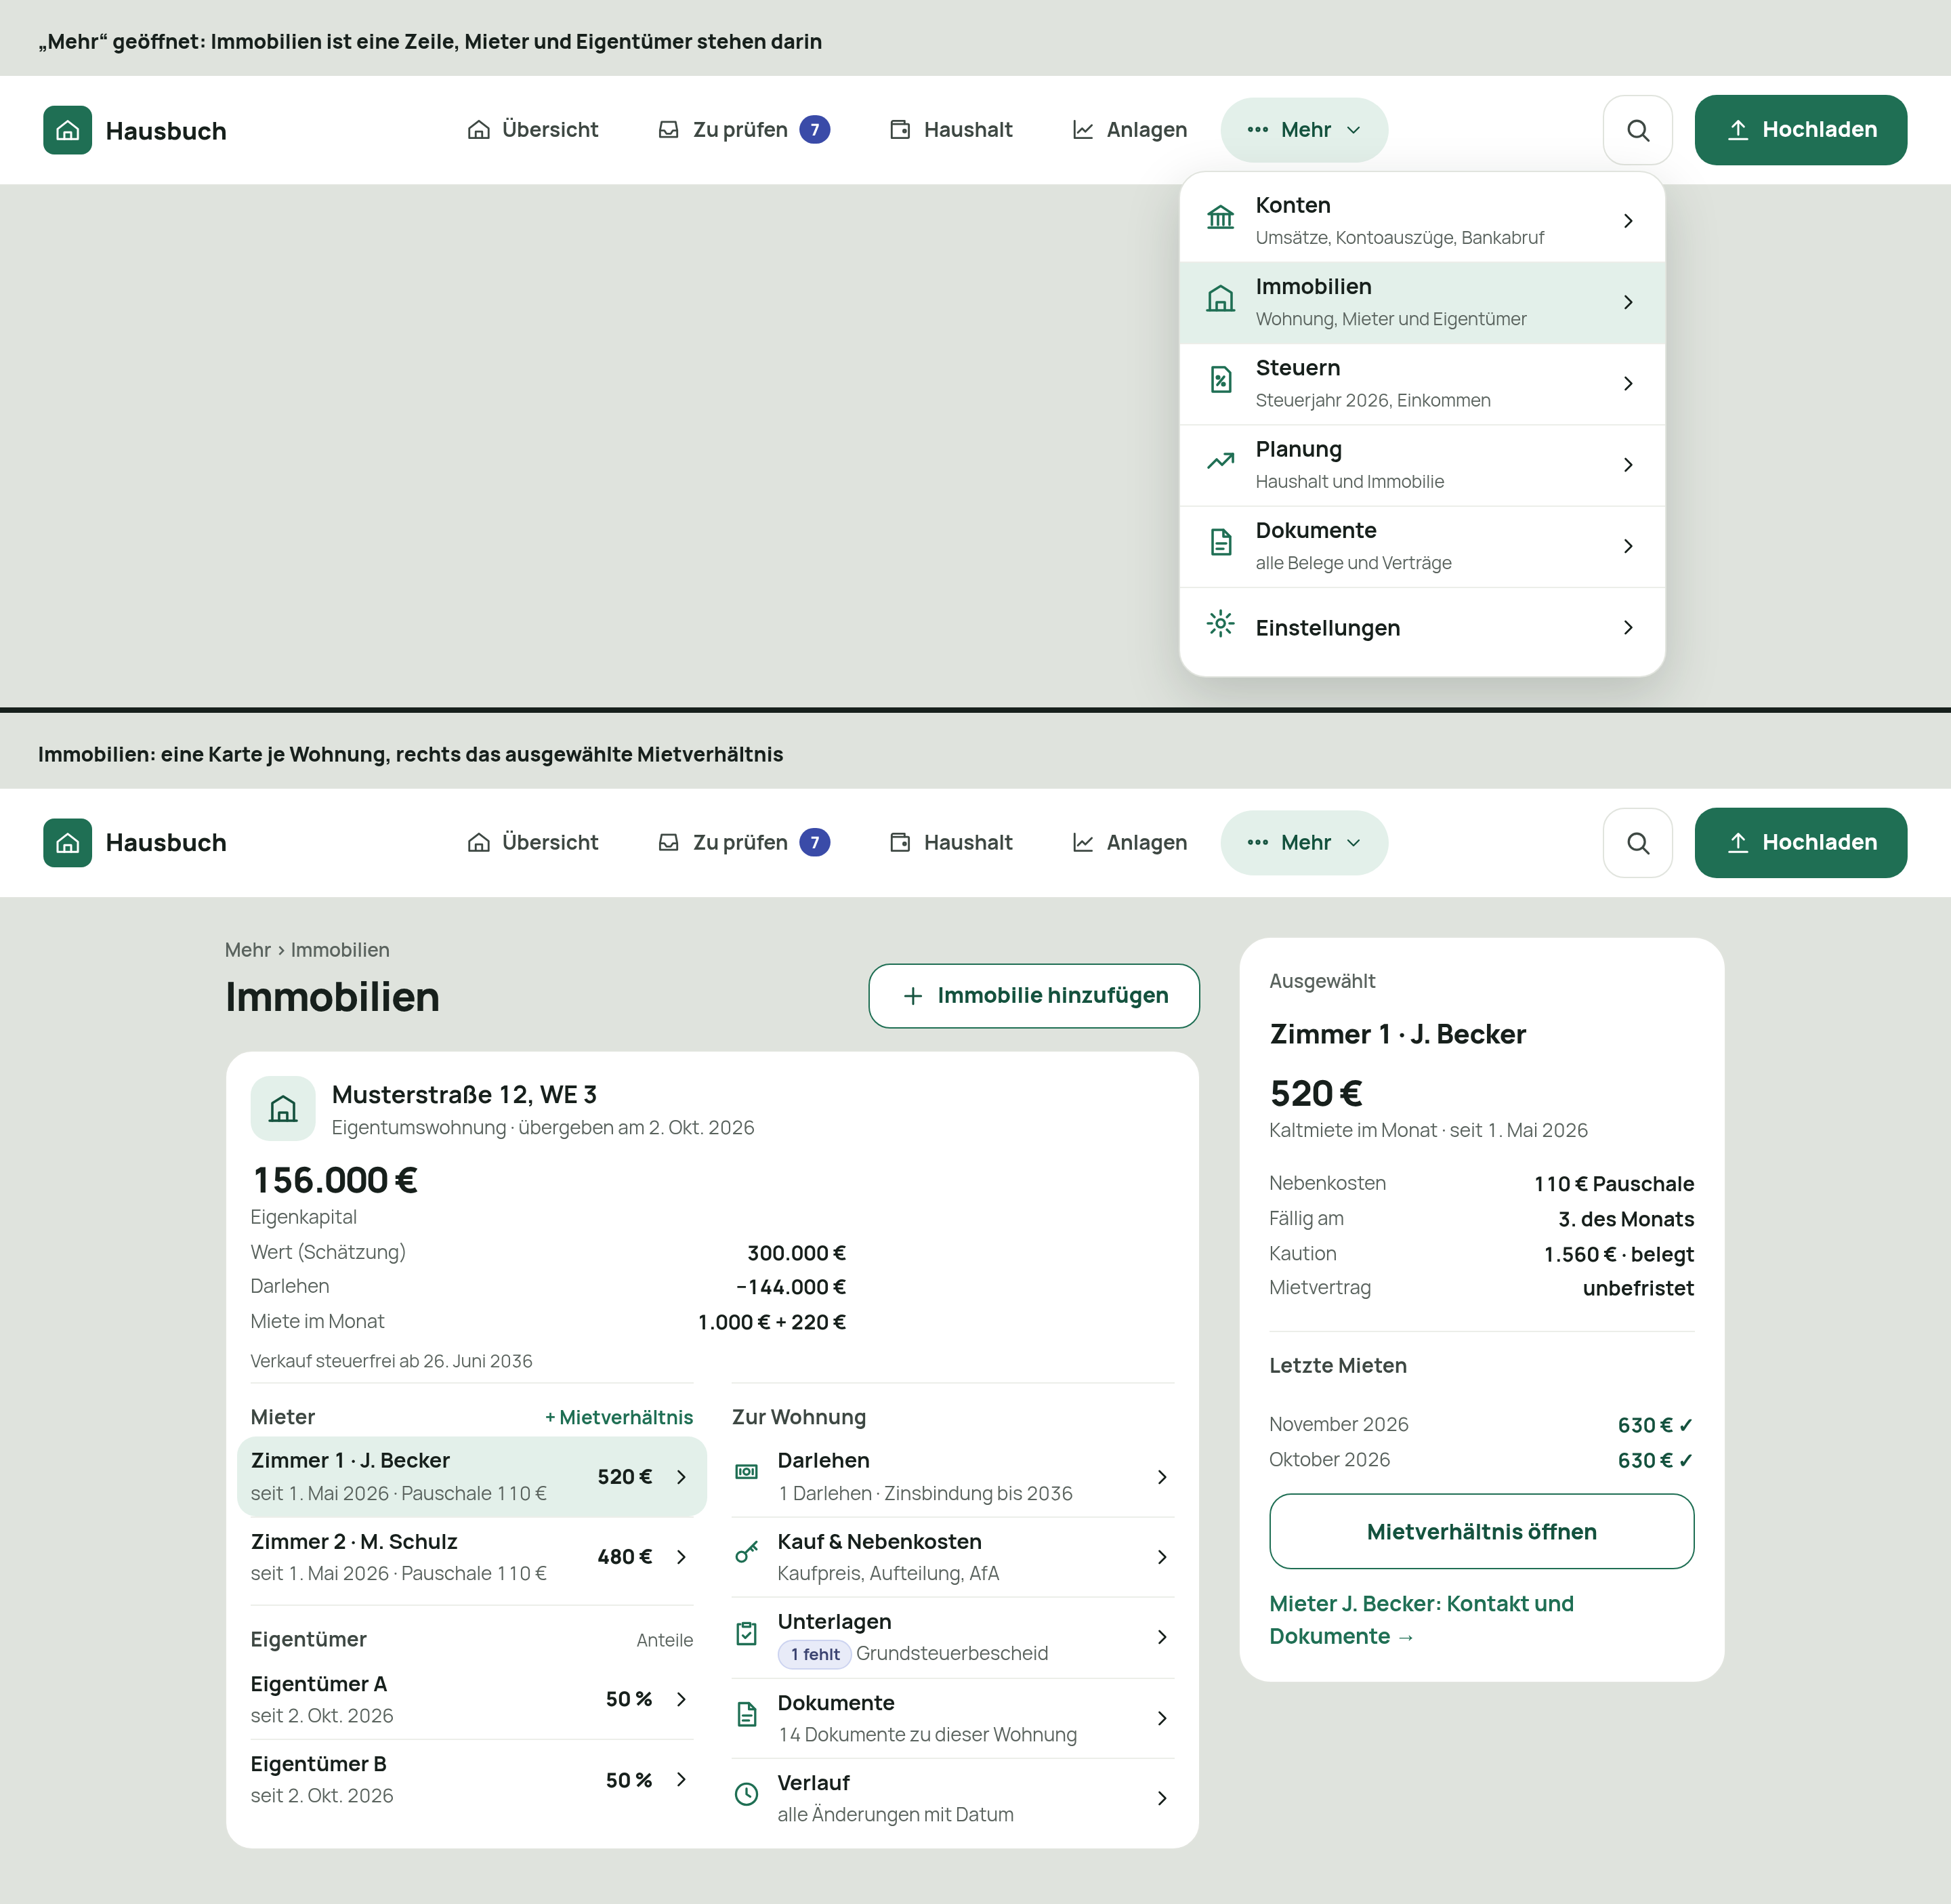 „Mehr“ geöffnet: Immobilien ist eine Zeile, Mieter und Eigentümer stehen darin
Hausbuch
Übersicht
Zu prüfen 7
Haushalt
Anlagen
Mehr
Hochladen
Konten
Umsätze, Kontoauszüge, Bankabruf
Immobilien
Wohnung, Mieter und Eigentümer
Steuern
Steuerjahr 2026, Einkommen
Planung
Haushalt und Immobilie
Dokumente
alle Belege und Verträge
Einstellungen
Immobilien: eine Karte je Wohnung, rechts das ausgewählte Mietverhältnis
Hausbuch
Übersicht
Zu prüfen 7
Haushalt
Anlagen
Mehr
Hochladen
Mehr › Immobilien
Immobilien
+ Immobilie hinzufügen
Musterstraße 12, WE 3
Eigentumswohnung · übergeben am 2. Okt. 2026
156.000 €
Eigenkapital
Wert (Schätzung) 300.000 €
Darlehen −144.000 €
Miete im Monat 1.000 € + 220 €
Verkauf steuerfrei ab 26. Juni 2036
Mieter + Mietverhältnis
Zimmer 1 · J. Becker 520 €
seit 1. Mai 2026 · Pauschale 110 €
Zimmer 2 · M. Schulz 480 €
seit 1. Mai 2026 · Pauschale 110 €
Eigentümer Anteile
Eigentümer A 50 %
seit 2. Okt. 2026
Eigentümer B 50 %
seit 2. Okt. 2026
Zur Wohnung
Darlehen
1 Darlehen · Zinsbindung bis 2036
Kauf & Nebenkosten
Kaufpreis, Aufteilung, AfA
Unterlagen
1 fehlt Grundsteuerbescheid
Dokumente
14 Dokumente zu dieser Wohnung
Verlauf
alle Änderungen mit Datum
Ausgewählt
Zimmer 1 · J. Becker
520 €
Kaltmiete im Monat · seit 1. Mai 2026
Nebenkosten 110 € Pauschale
Fällig am 3. des Monats
Kaution 1.560 € · belegt
Mietvertrag unbefristet
Letzte Mieten
November 2026 630 € ✓
Oktober 2026 630 € ✓
Mietverhältnis öffnen
Mieter J. Becker: Kontakt und
Dokumente →